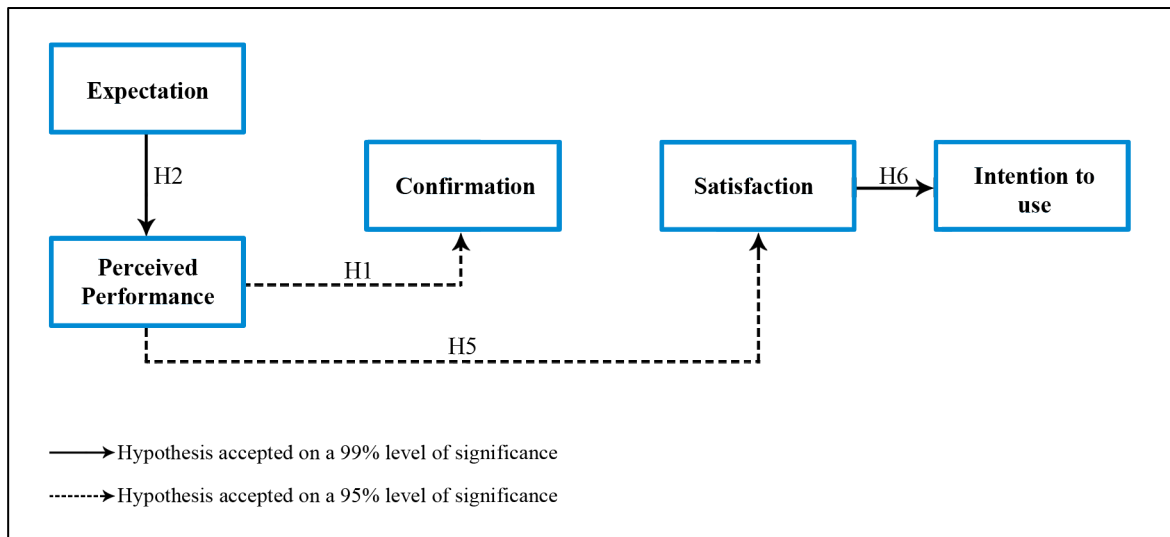 Expectation
H2
Confirmation
Satisfaction
H6
Intention to
use
Perceived
Performance
H1
H5
Hypothesis accepted on a 99% level of significance
Hypothesis accepted on a 95% level of significance